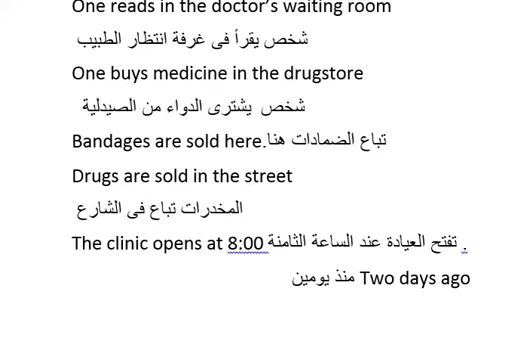 One reads in the doctor's waiting room
شخص يقرأ فى غرفة انتظار الطبيب
One buys medicine in the drugstore
شخص يشترى الدواء من الصيدلية
Bandages are sold here.تباع الضمادات هنا
Drugs are sold in the street
المخدرات تباع فى الشارع
The clinic opens at 8:00 تفتح العيادة عند الساعة الثامنة .
منذ يومين Two days ago